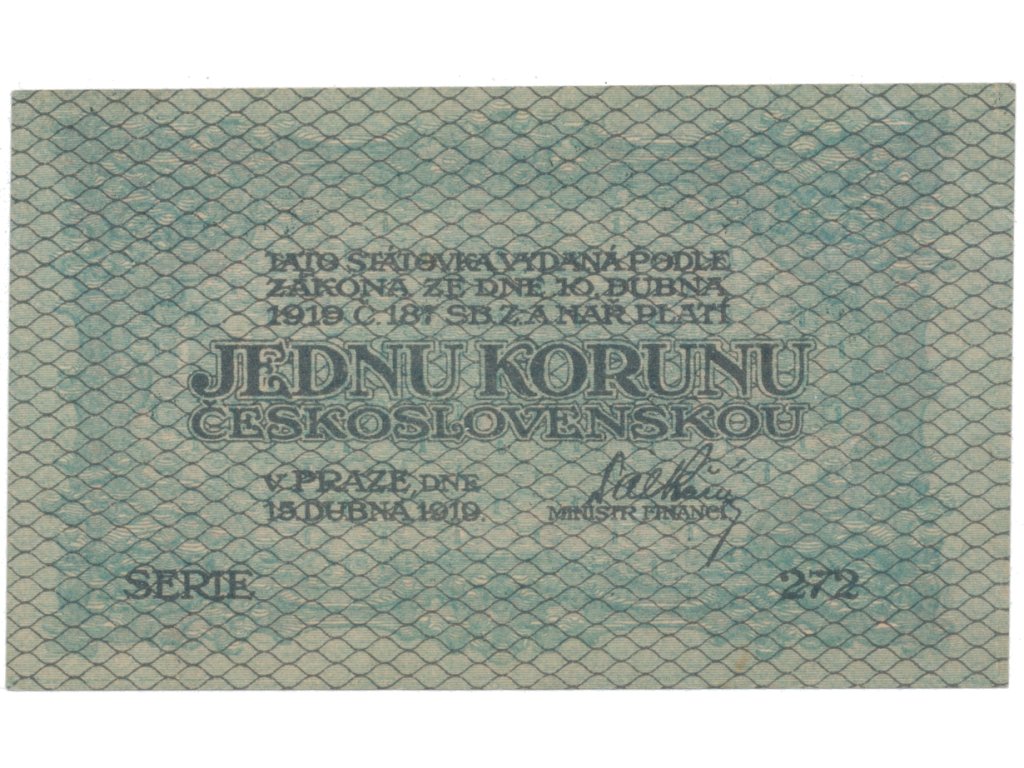 TATO STÁTOVKA VYDANÁ PODLE
ZÁKONA ZE DNE 10. DUBNA
1919 Č. 187 SB. Z. A NAŘ. PLATÍ
JEDNU KORUNU
ČESKOSLOVENSKOU
V PRAZE, DNE
15. DUBNA 1919.
MINISTR FINANCÍ
SERIE 272